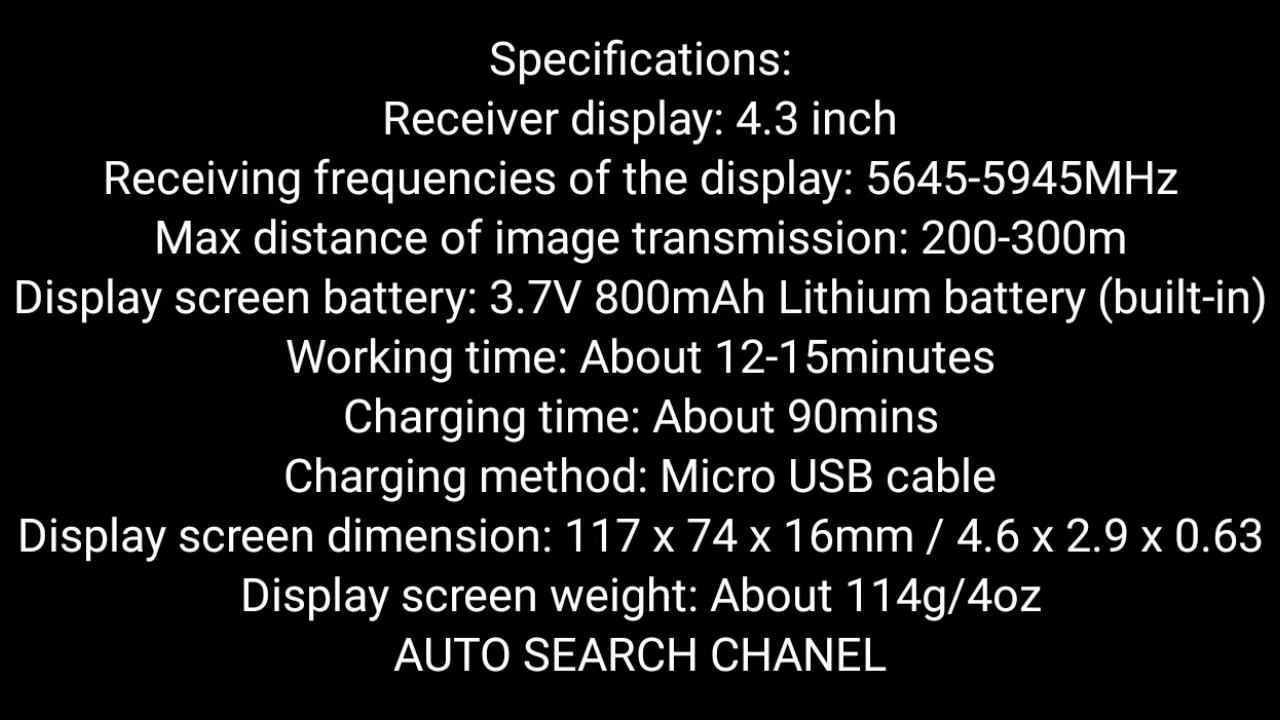 Specifications:
Receiver display: 4.3 inch
Receiving frequencies of the display: 5645-5945MHz
Max distance of image transmission: 200-300m
Display screen battery: 3.7V 800mAh Lithium battery (built-in)
Working time: About 12-15minutes
Charging time: About 90mins
Charging method: Micro USB cable
Display screen dimension: 117 x 74 x 16mm / 4.6 x 2.9 x 0.63
Display screen weight: About 114g/4oz
AUTO SEARCH CHANEL